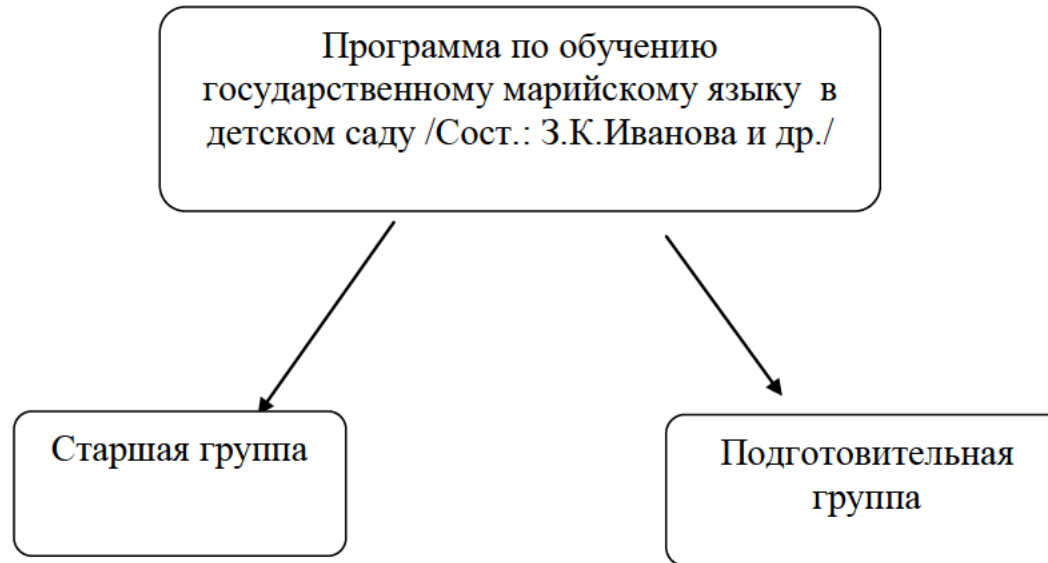 Программа по обучению
государственному марийскому языку  в
детском саду /Сост.: З.К.Иванова и др./
Старшая группа
Подготовительная
группа